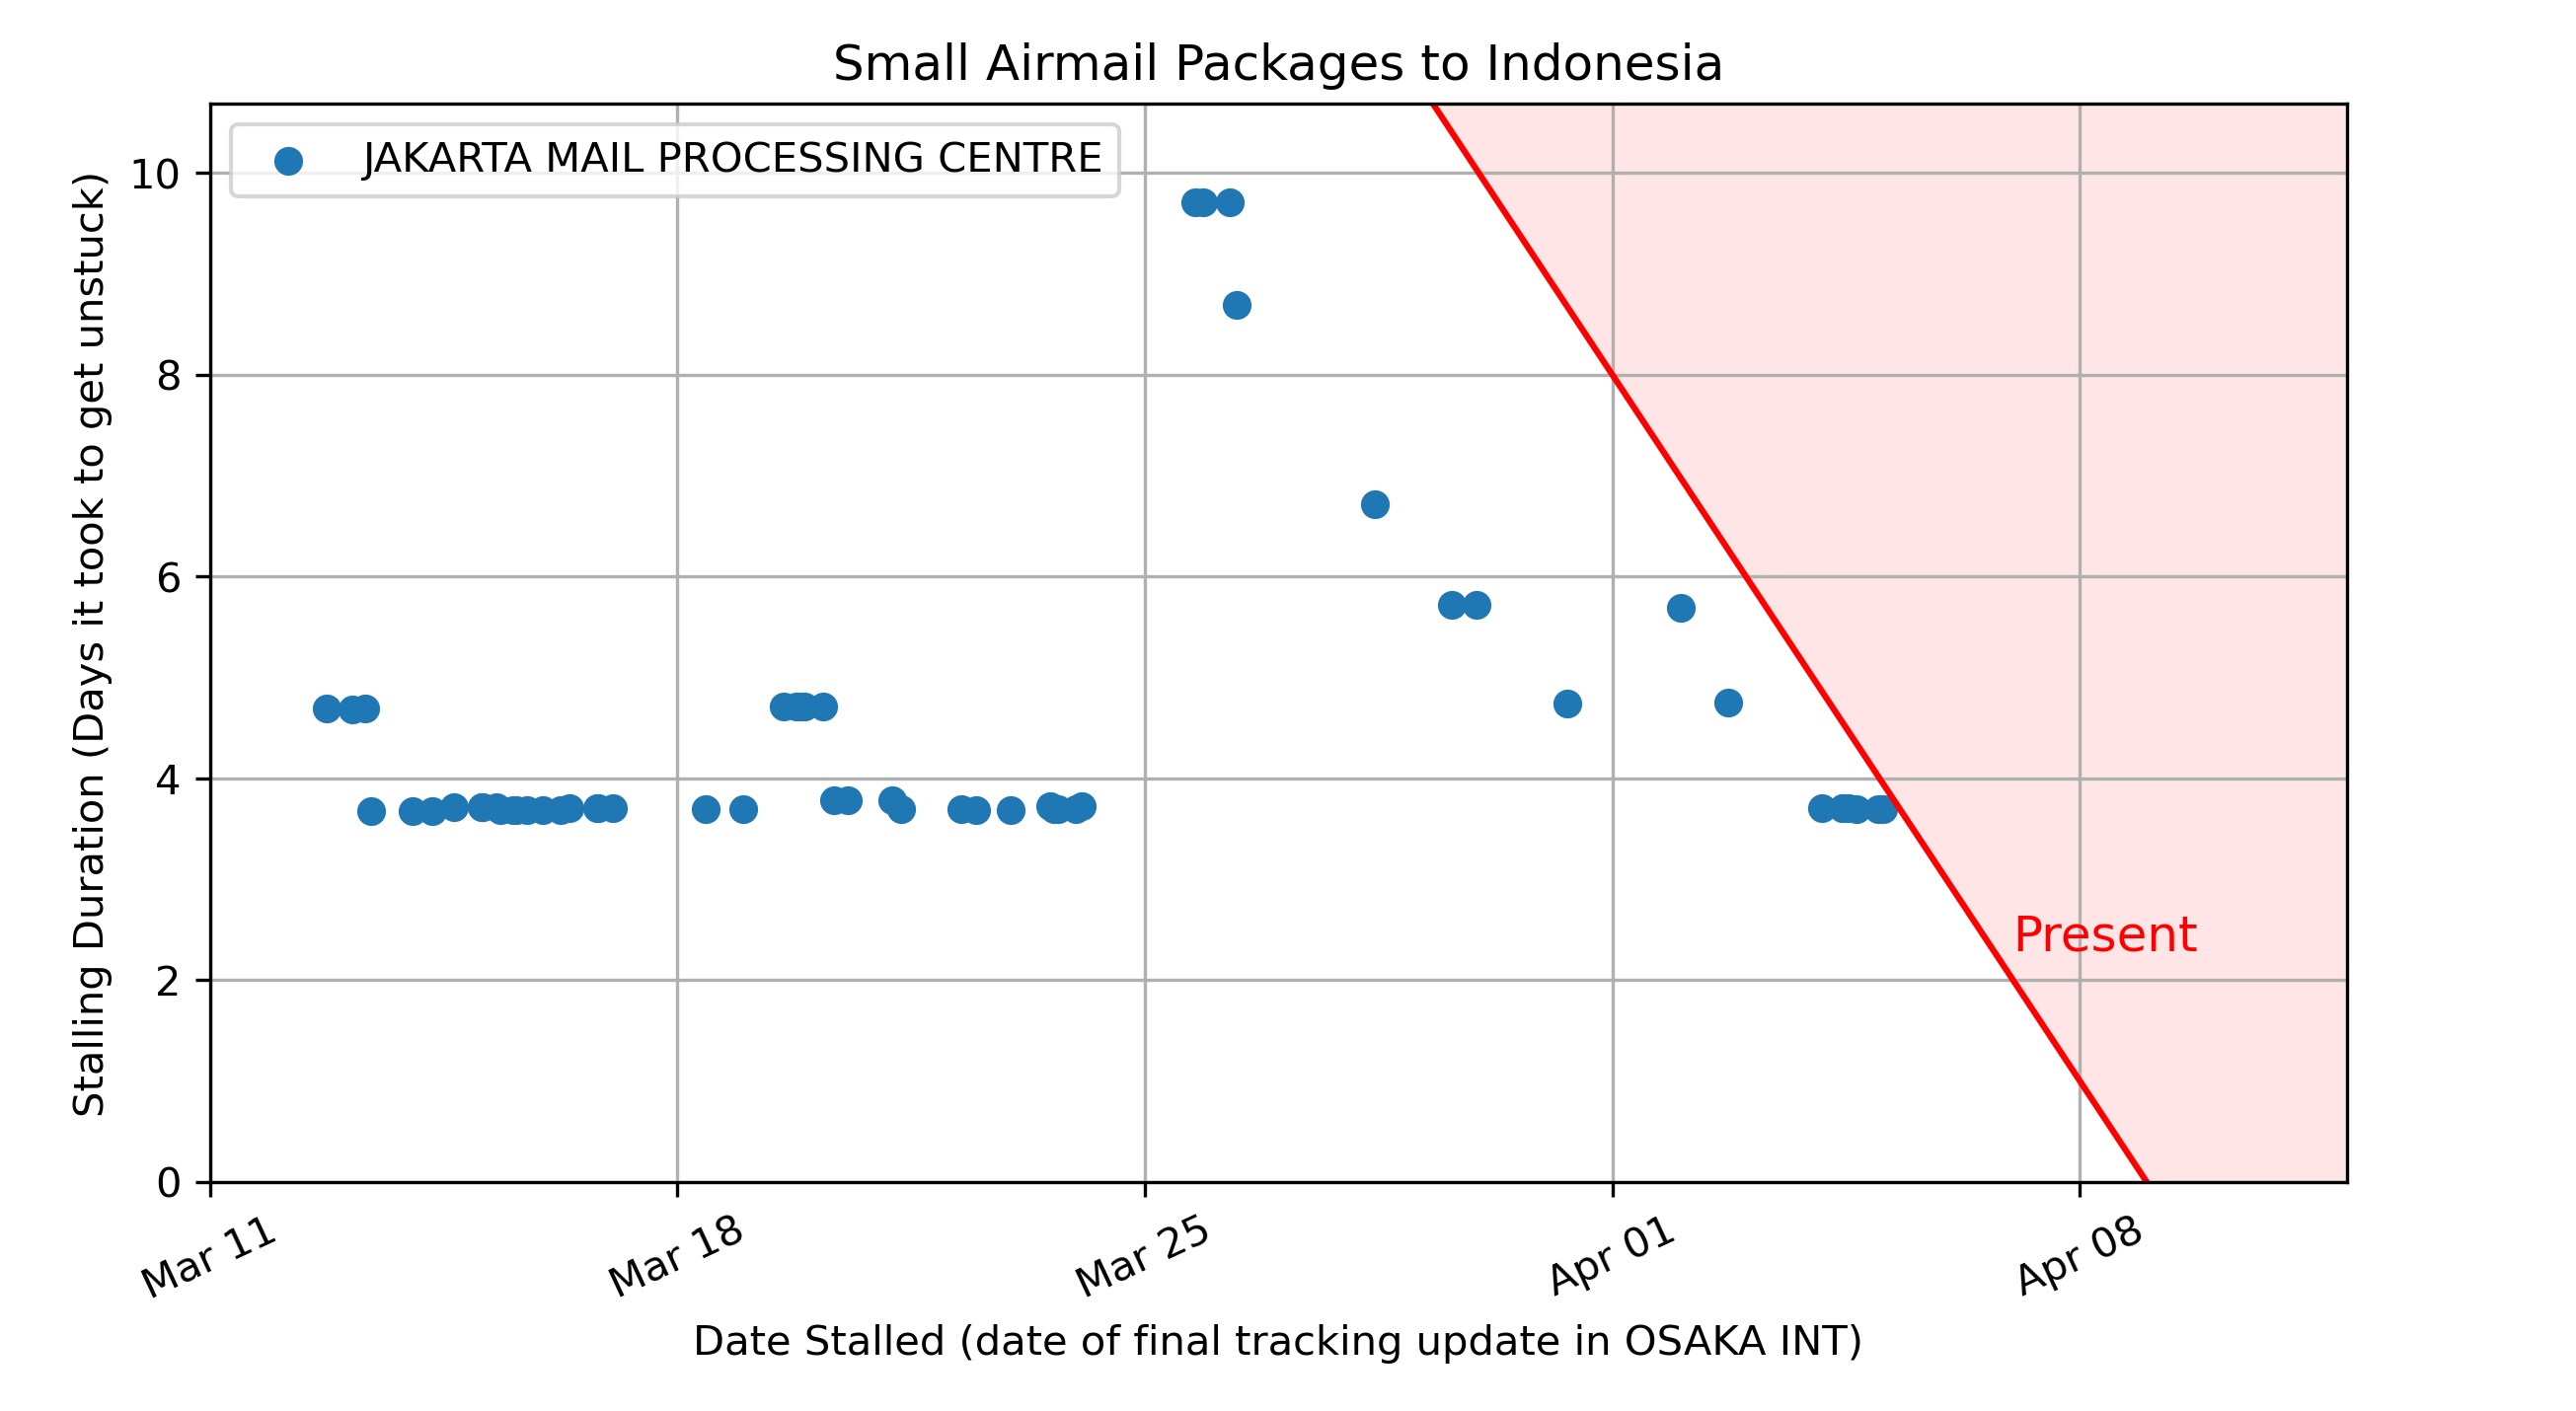 Small Airmail Packages to Indonesia
JAKARTA MAIL PROCESSING CENTRE
Stalling Duration (Days it took to get unstuck)
10
8
6
4
2
0
Present
Mar 11
Mar 18
Mar 25
Apr 01
Apr 08
Date Stalled (date of final tracking update in OSAKA INT)